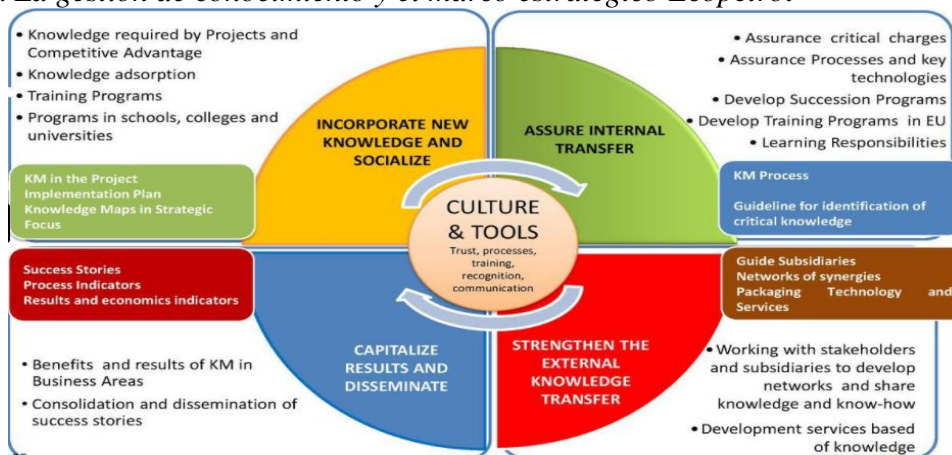 La gestión de conocimiento y el marco estratégico Ecopetrol
• Knowledge required by Projects and
Competitive Advantage
• Knowledge adsorption
• Training Programs
• Programs in schools, colleges and
universities
KM in the Project
Implementation Plan
Knowledge Maps in Strategic
Focus
INCORPORATE NEW
KNOWLEDGE AND
SOCIALIZE
ASSURE INTERNAL
TRANSFER
• Assurance critical charges
• Assurance Processes and key
technologies
• Develop Succession Programs
• Develop Training Programs in EU
• Learning Responsibilities
KM Process
Guideline for identification of
critical knowledge
CULTURE
& TOOLS
Trust, processes,
training,
recognition,
communication
Success Stories
Process Indicators
Results and economics indicators
• Benefits and results of KM in
Business Areas
• Consolidation and dissemination of
success stories
CAPITALIZE
RESULTS AND
DISSEMINATE
STRENGTHEN THE
EXTERNAL
KNOWLEDGE
TRANSFER
Guide Subsidiaries
Networks of synergies
Packaging Technology and
Services
• Working with stakeholders
and subsidiaries to develop
networks and share
knowledge and know-how
• Development services based
of knowledge